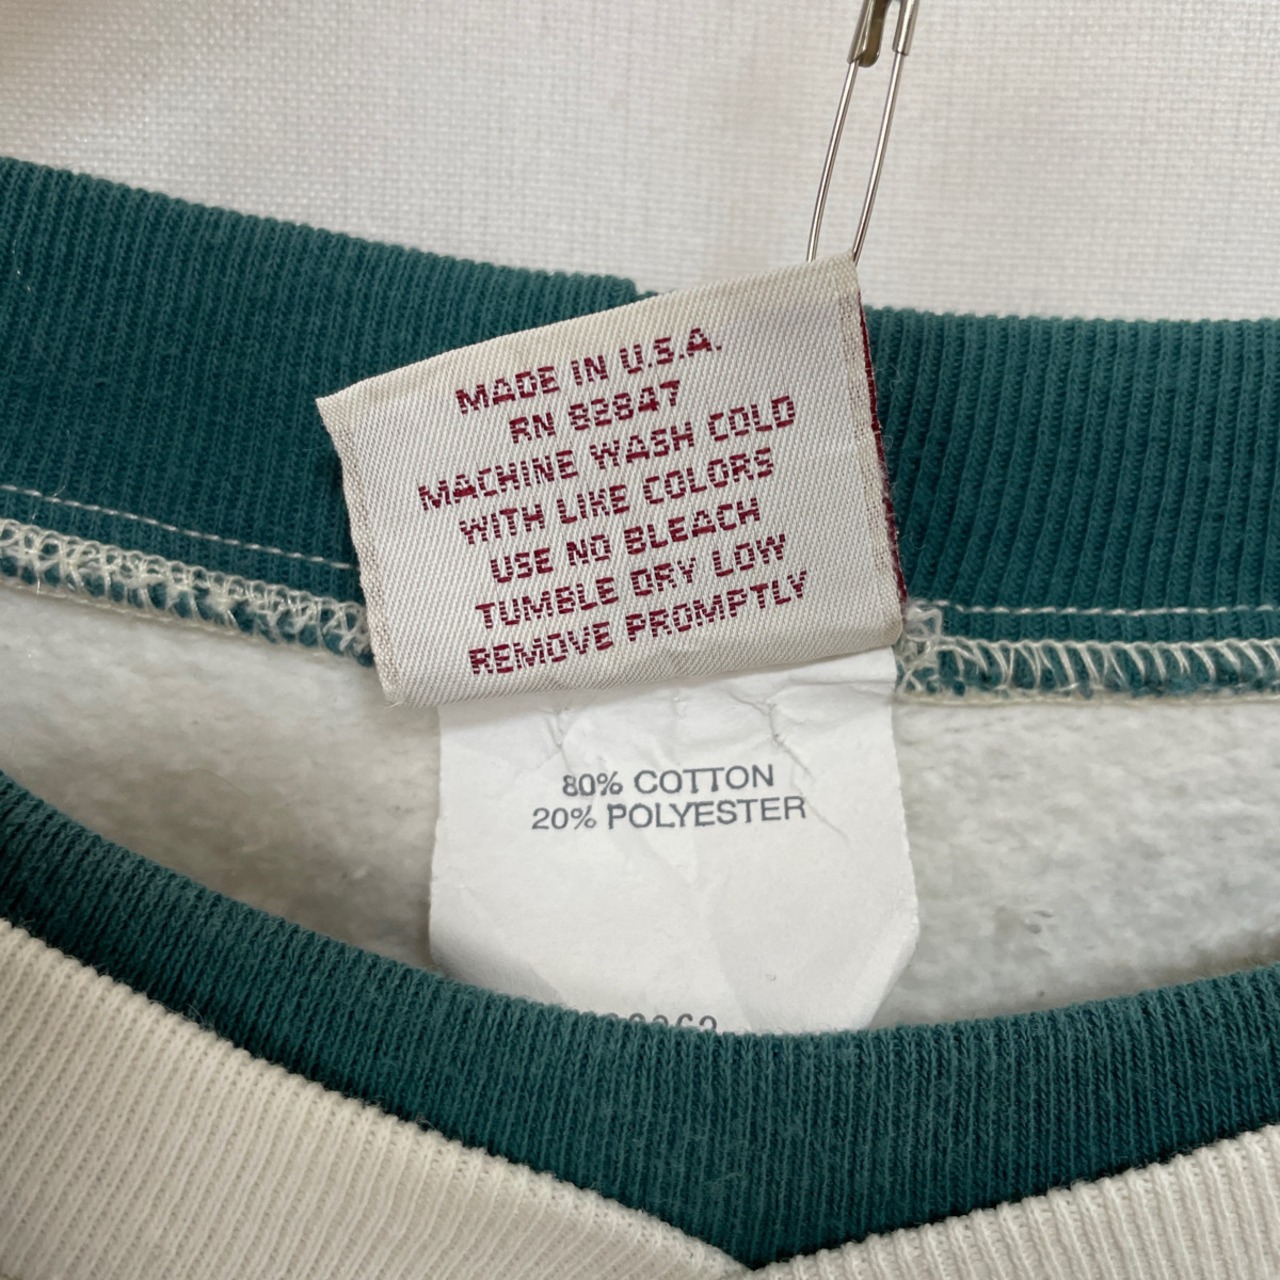 MADE IN U.S.A.
RN 82847
MACHINE WASH COLD
WITH LIKE COLORS
USE NO BLEACH
TUMBLE DRY LOW
REMOVE PROMPTLY
80% COTTON
20% POLYESTER